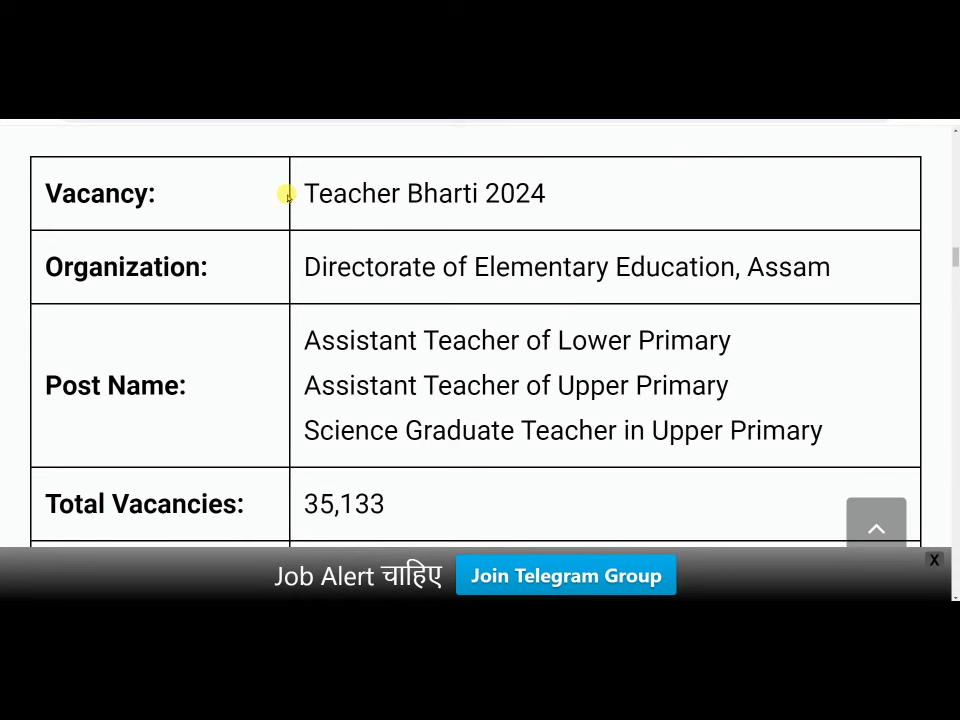 Vacancy: Teacher Bharti 2024
Organization: Directorate of Elementary Education, Assam
Post Name: Assistant Teacher of Lower Primary
Assistant Teacher of Upper Primary
Science Graduate Teacher in Upper Primary
Total Vacancies: 35,133
Job Alert चाहिए Join Telegram Group X